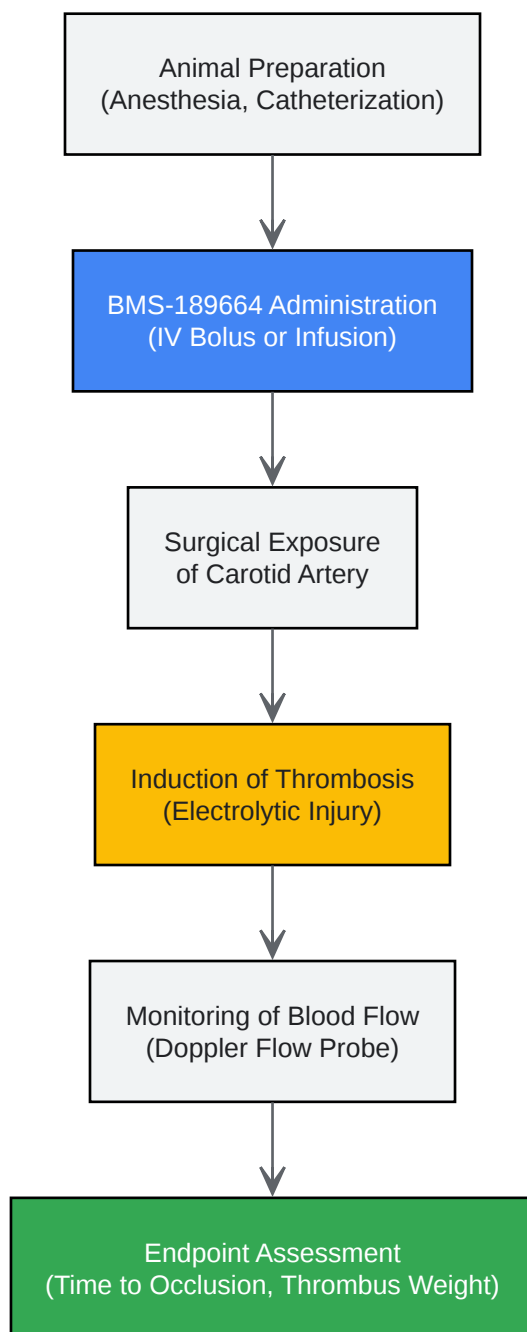 Animal Preparation
(Anesthesia, Catheterization)
BMS-189664 Administration
(IV Bolus or Infusion)
Surgical Exposure
of Carotid Artery
Induction of Thrombosis
(Electrolytic Injury)
Monitoring of Blood Flow
(Doppler Flow Probe)
Endpoint Assessment
(Time to Occlusion, Thrombus Weight)